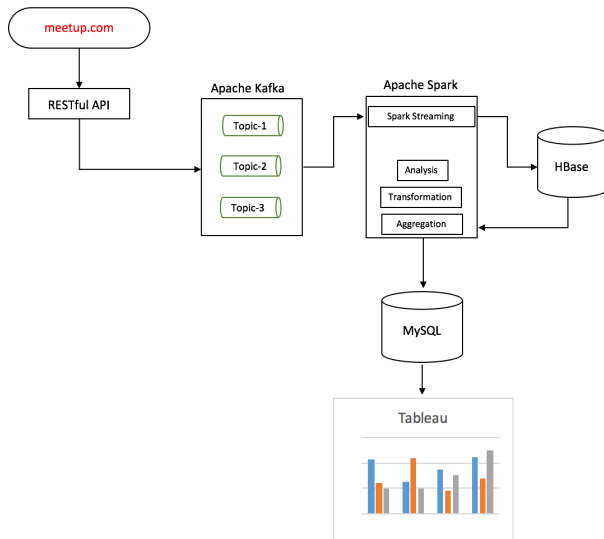 meetup.com
RESTful API
Apache Kafka
Topic-1
Topic-2
Topic-3
Apache Spark
Spark Streaming
Analysis
Transformation
Aggregation
HBase
MySQL
Tableau